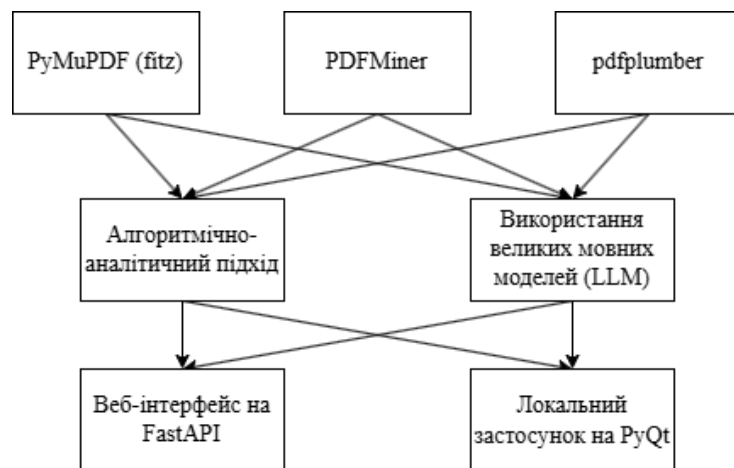 PyMuPDF (fitz)
PDFMiner
pdfplumber
Алгоритмічно-
аналітичний підхід
Використання
великих мовних
моделей (LLM)
Веб-інтерфейс на
FastAPI
Локальний
застосунок на PyQt